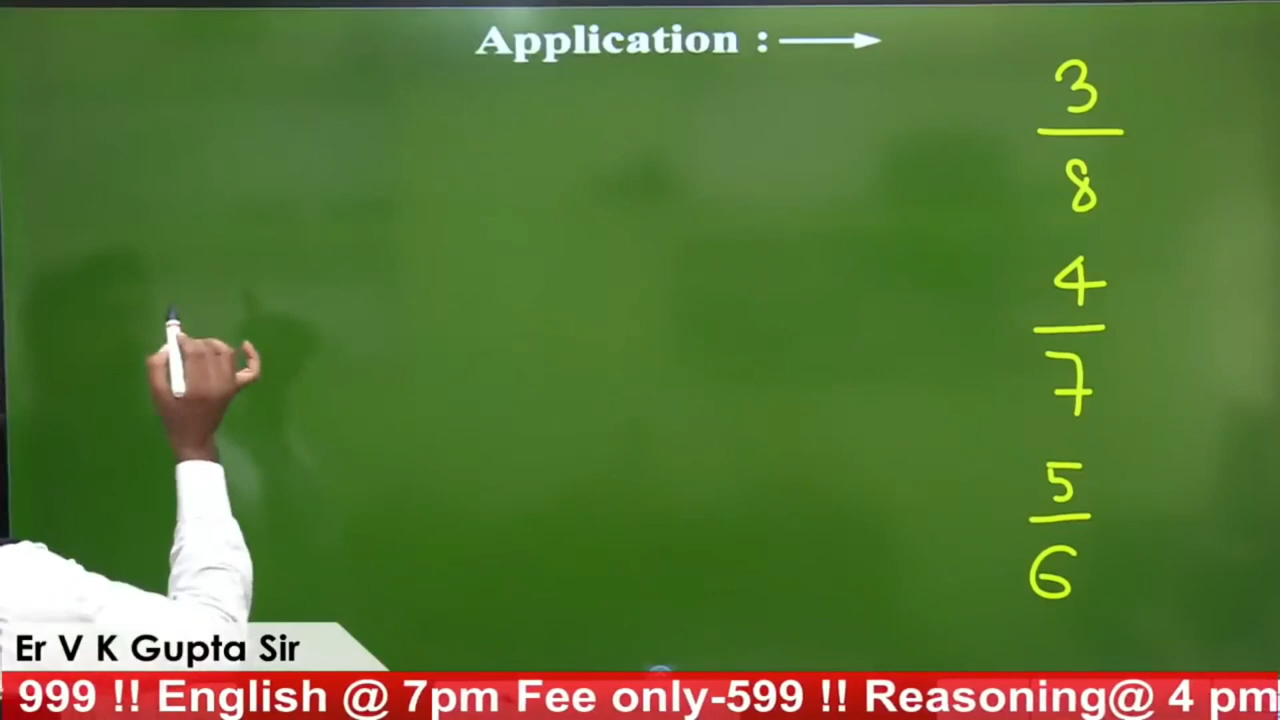 Application : →
3
8
4
7
5
6
Er V K Gupta Sir
999 !! English @ 7pm Fee only-599 !! Reasoning@ 4 pm